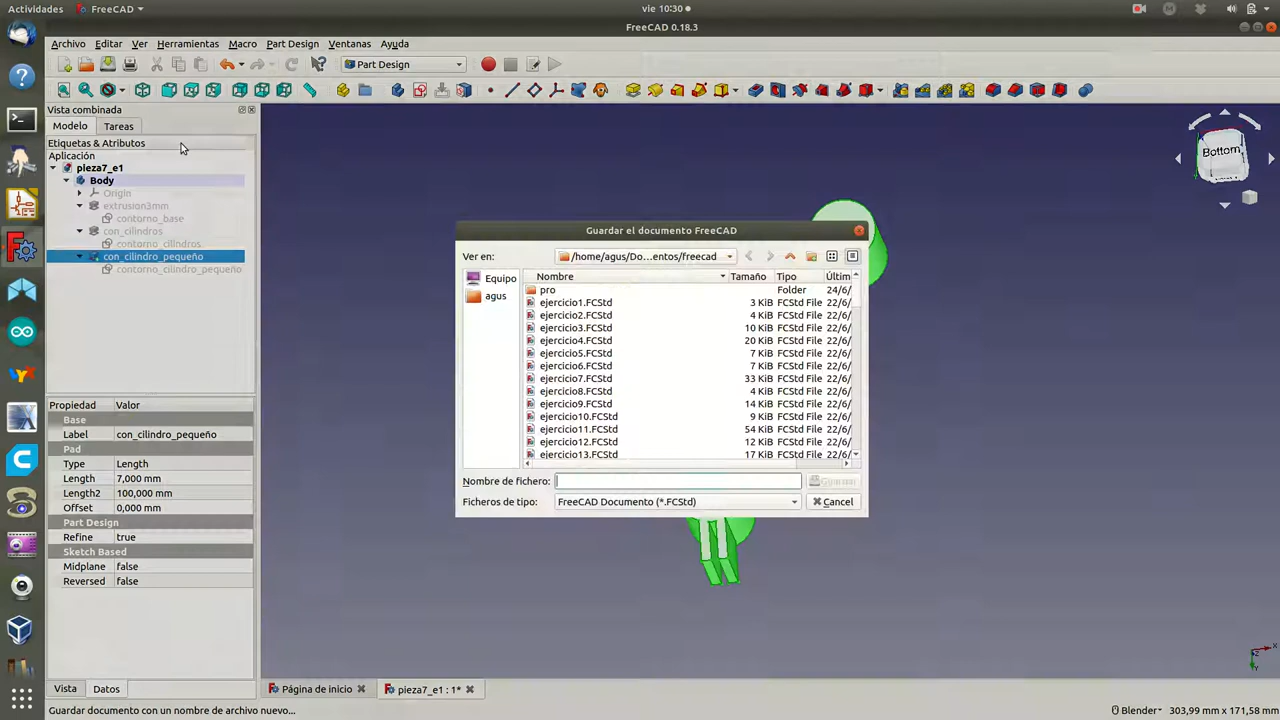 Actividades FreeCAD vie 10:30
FreeCAD 0.18.3
Archivo Editar Ver Herramientas Macro Part Design Ventanas Ayuda
Part Design
Vista combinada
Modelo Tareas
Etiquetas & Atributos
Aplicación
pieza7_e1
Body
Origin
extrusion3mm
contorno_base
con_cilindros
contorno_cilindros
con_cilindro_pequeño
contorno_cilindro_pequeño
Propiedad Valor
Base
Label con_cilindro_pequeño
Pad
Type Length
Length 7,000 mm
Length2 100,000 mm
Offset 0,000 mm
Part Design
Refine true
Sketch Based
Midplane false
Reversed false
Vista Datos
Guardar el documento FreeCAD
Ver en: /home/agus/Do...entos/freecad
Equipo
agus
Nombre Tamaño Tipo Últim
pro Folder 24/6/
ejercicio1.FCStd 3 KiB FCStd File 22/6/
ejercicio2.FCStd 4 KiB FCStd File 22/6/
ejercicio3.FCStd 10 KiB FCStd File 22/6/
ejercicio4.FCStd 20 KiB FCStd File 22/6/
ejercicio5.FCStd 7 KiB FCStd File 22/6/
ejercicio6.FCStd 7 KiB FCStd File 22/6/
ejercicio7.FCStd 33 KiB FCStd File 22/6/
ejercicio8.FCStd 4 KiB FCStd File 22/6/
ejercicio9.FCStd 14 KiB FCStd File 22/6/
ejercicio10.FCStd 9 KiB FCStd File 22/6/
ejercicio11.FCStd 54 KiB FCStd File 22/6/
ejercicio12.FCStd 12 KiB FCStd File 22/6/
ejercicio13.FCStd 17 KiB FCStd File 22/6/
Nombre de fichero: Guardar
Ficheros de tipo: FreeCAD Documento (*.FCStd) Cancel
Bottom
Página de inicio pieza7_e1 : 1*
Guardar documento con un nombre de archivo nuevo... Blender 303,99 mm x 171,58 mm